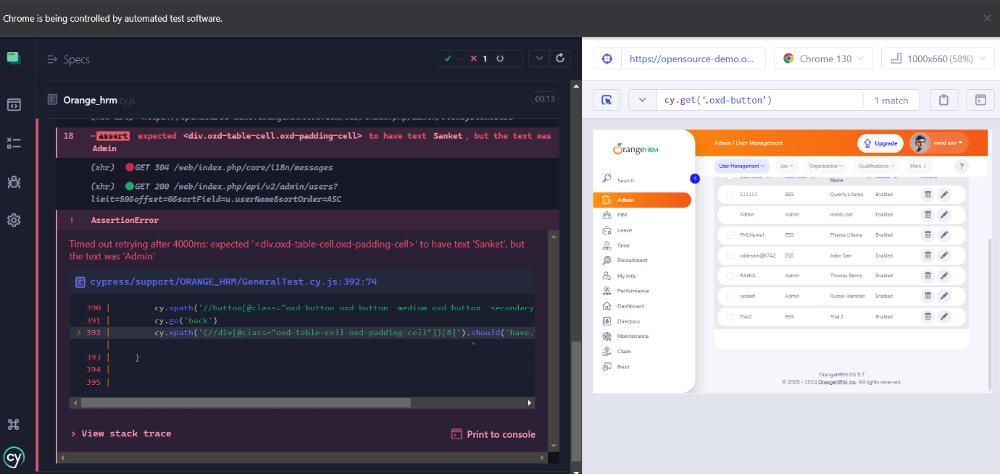 Chrome is being controlled by automated test software.
Specs
✓ -- ✕ 1 --
https://opensource-demo.o...
Chrome 130
1000x660 (58%)
Orange_hrm.cy.js
00:13
cy.get('.oxd-button')
1 match
18 -assert expected <div.oxd-table-cell.oxd-padding-cell> to have text Sanket, but the text was
Admin
(xhr) GET 304 /web/index.php/core/i18n/messages
(xhr) GET 200 /web/index.php/api/v2/admin/users?
limit=50&offset=0&sortField=u.userName&sortOrder=ASC
! AssertionError
Timed out retrying after 4000ms: expected '<div.oxd-table-cell.oxd-padding-cell>' to have text 'Sanket', but
the text was 'Admin'
cypress/support/ORANGE_HRM/GeneralTest.cy.js:392:74
390 | cy.xpath('//button[@class="oxd-button oxd-button--medium oxd-button--secondary
391 | cy.go('back')
> 392 | cy.xpath('(//div[@class="oxd-table-cell oxd-padding-cell"])[8]').should('have.
| ^
393 | }
394 |
395 |
> View stack trace
Print to console
cy
OrangeHRM
Search
Admin
PIM
Leave
Time
Recruitment
My Info
Performance
Dashboard
Directory
Maintenance
Claim
Buzz
Admin / User Management
Upgrade
mand user
User Management
Job
Organization
Qualifications
More
?
Name
111111 ESS Qwerty LName Enabled
Admin Admin mand user Enabled
FMLName1 ESS FName LName Enabled
Jobinsam@6742 ESS Jobin Sam Enabled
RAHUL Admin Thomas Benny Enabled
russelh Admin Russel Hamilton Enabled
Trial2 ESS Trial 2 Enabled
OrangeHRM OS 5.7
© 2005 - 2024 OrangeHRM, Inc. All rights reserved.